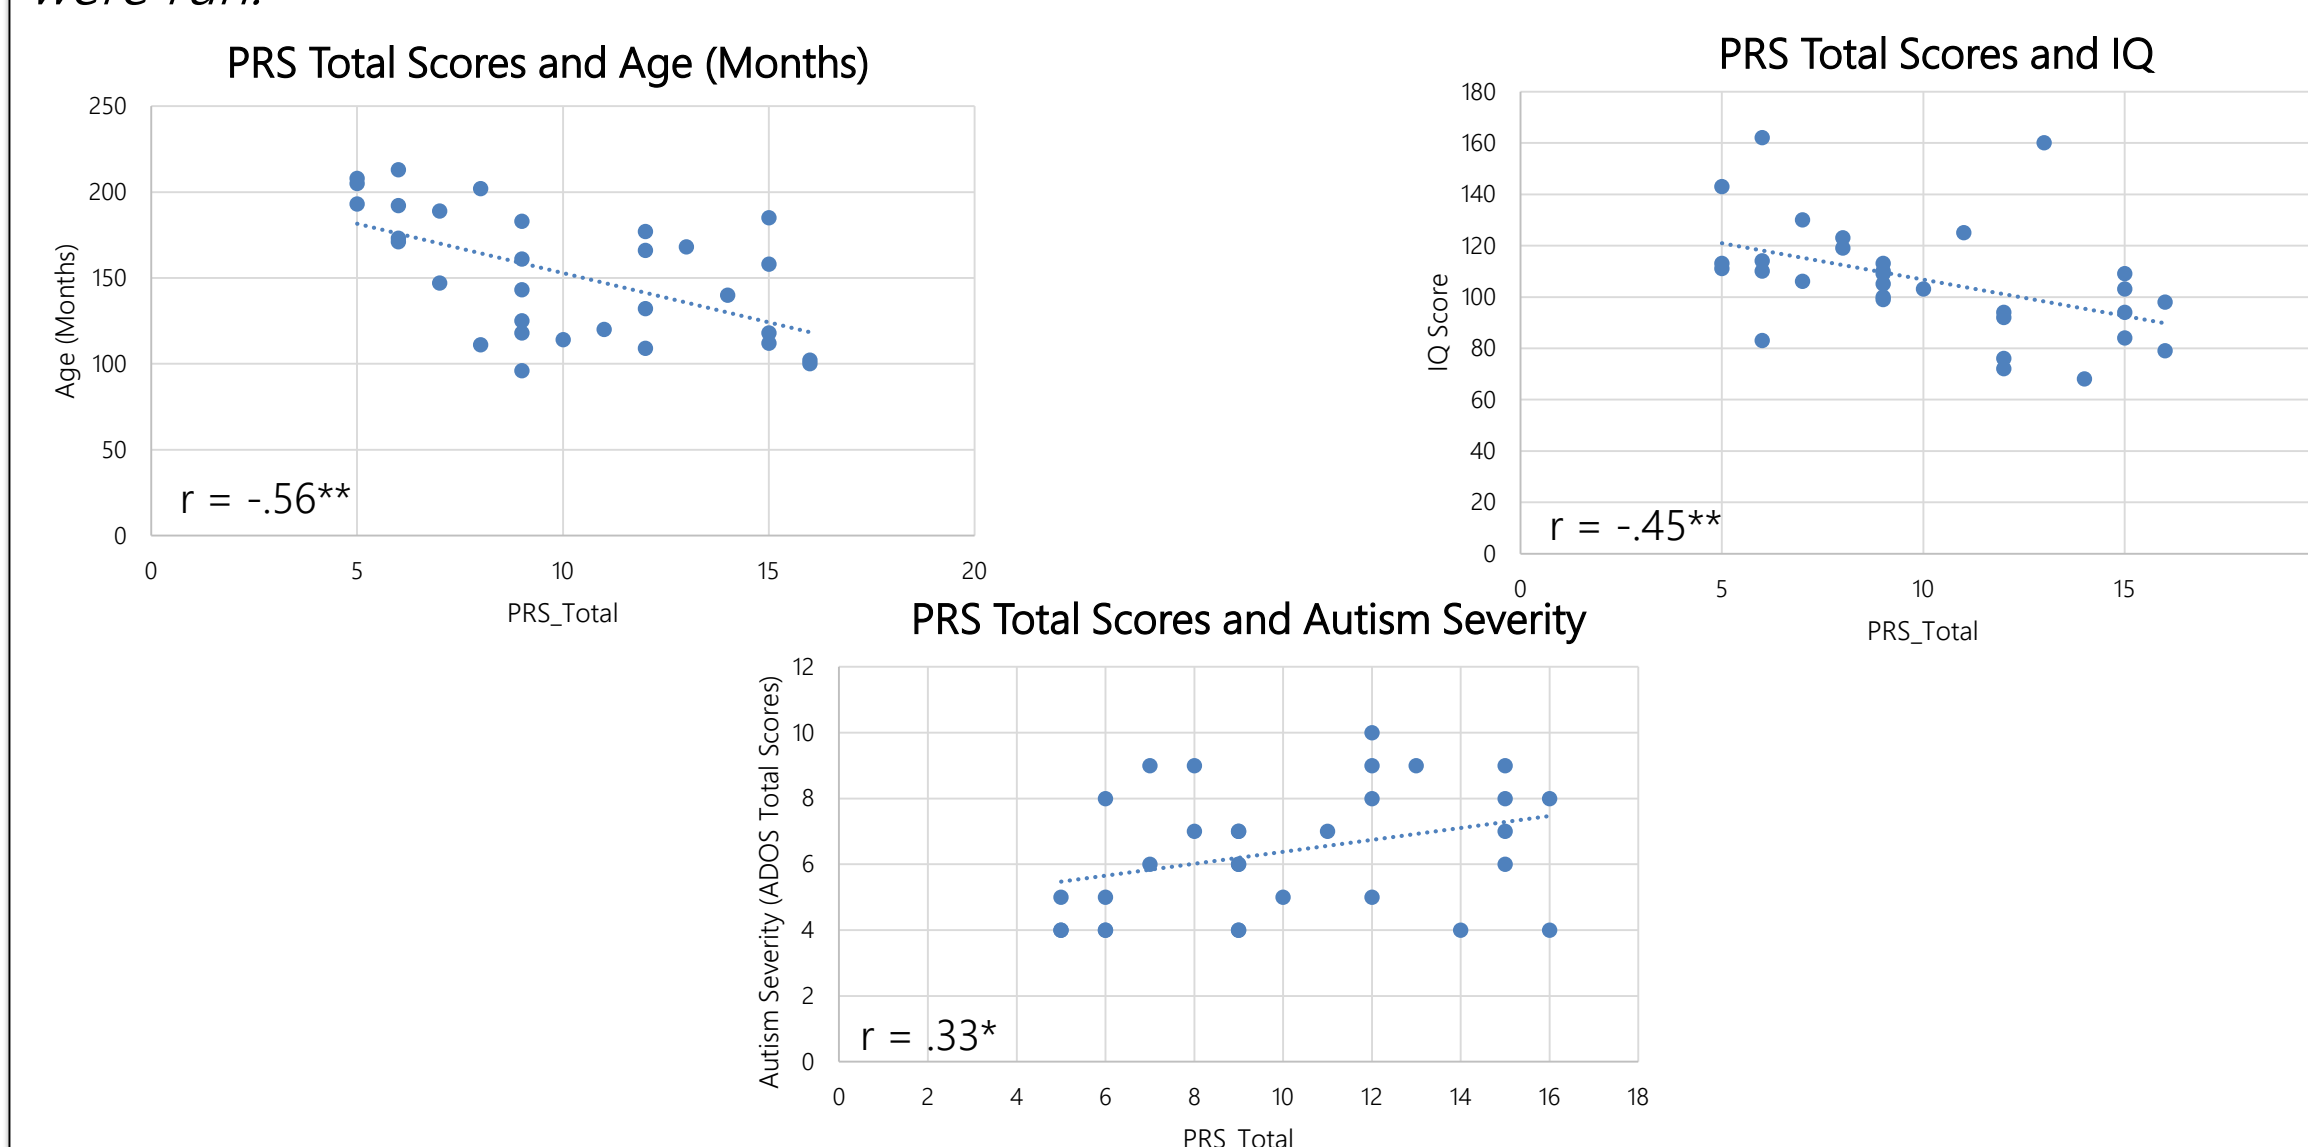 were run.
PRS Total Scores and Age (Months)
250
200
150
100
50
0
Age (Months)
r = -.56**
0 5 10 15 20
PRS_Total
PRS Total Scores and IQ
180
160
140
120
100
80
60
40
20
0
IQ Score
r = -.45**
0 5 10 15
PRS_Total
PRS Total Scores and Autism Severity
12
10
8
6
4
2
0
Autism Severity (ADOS Total Scores)
r = .33*
0 2 4 6 8 10 12 14 16 18
PRS_Total